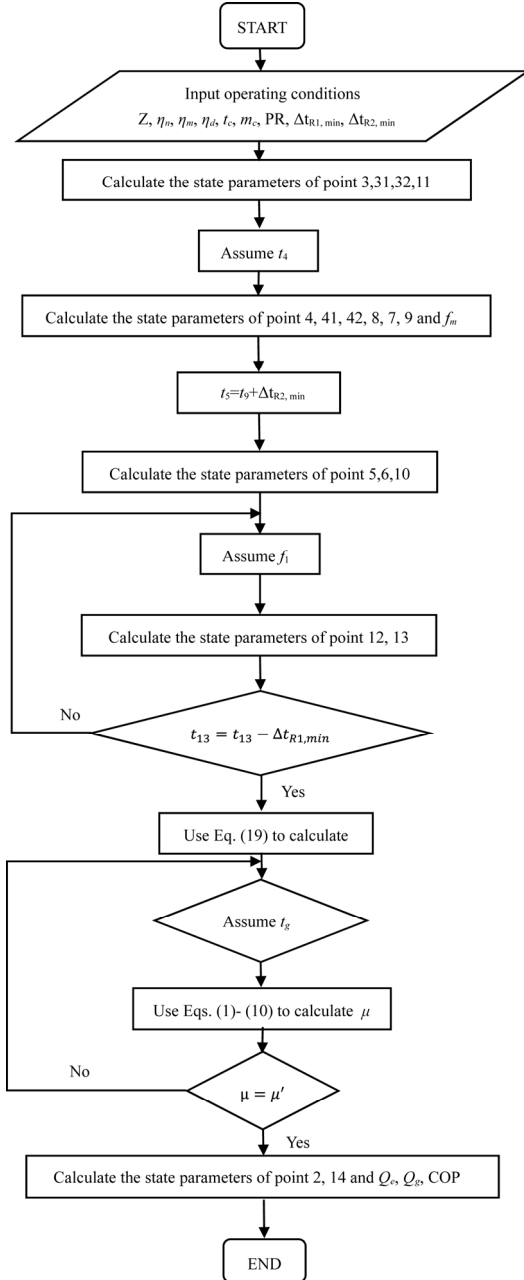 START
Input operating conditions
Z, ηn, ηm, ηd, tc, mc, PR, ΔtR1, min, ΔtR2, min
Calculate the state parameters of point 3,31,32,11
Assume t4
Calculate the state parameters of point 4, 41, 42, 8, 7, 9 and fm
t5=t9+ΔtR2, min
Calculate the state parameters of point 5,6,10
Assume f1
Calculate the state parameters of point 12, 13
No
t13 = t13 − ΔtR1,min
Yes
Use Eq. (19) to calculate
Assume tg
Use Eqs. (1)- (10) to calculate μ
No
μ = μ′
Yes
Calculate the state parameters of point 2, 14 and Qe, Qg, COP
END